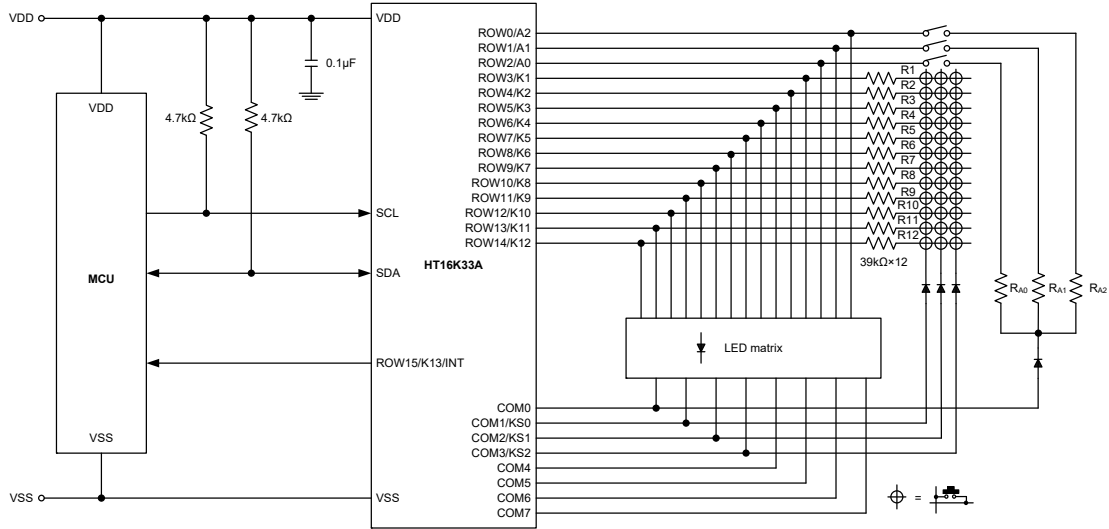 VDD
VDD
0.1μF
VDD
4.7kΩ
4.7kΩ
MCU
SCL
SDA
HT16K33A
ROW15/K13/INT
VSS
VSS
VSS
ROW0/A2
ROW1/A1
ROW2/A0
ROW3/K1
ROW4/K2
ROW5/K3
ROW6/K4
ROW7/K5
ROW8/K6
ROW9/K7
ROW10/K8
ROW11/K9
ROW12/K10
ROW13/K11
ROW14/K12
COM0
COM1/KS0
COM2/KS1
COM3/KS2
COM4
COM5
COM6
COM7
R1
R2
R3
R4
R5
R6
R7
R8
R9
R10
R11
R12
39kΩ×12
RA0
RA1
RA2
LED matrix
=